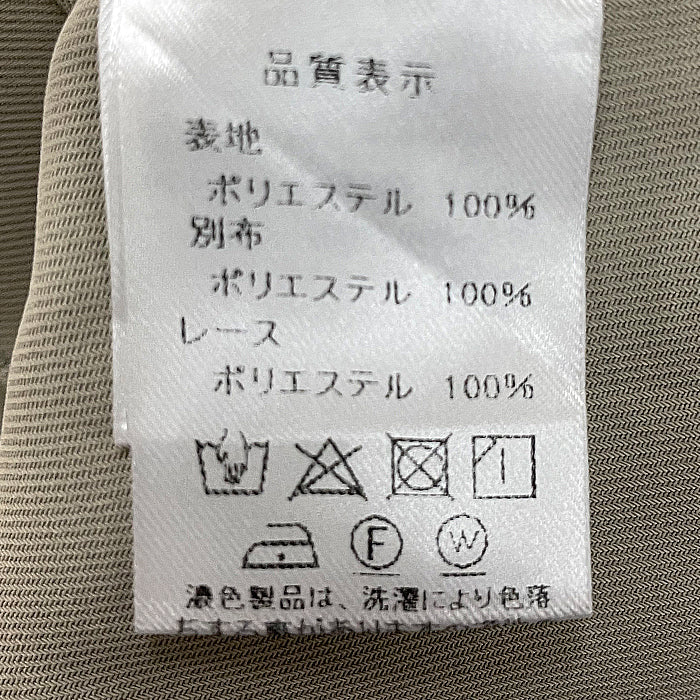 品質表示
表地
ポリエステル 100%
別布
ポリエステル 100%
レース
ポリエステル 100%
F W
濃色製品は、洗濯により色落